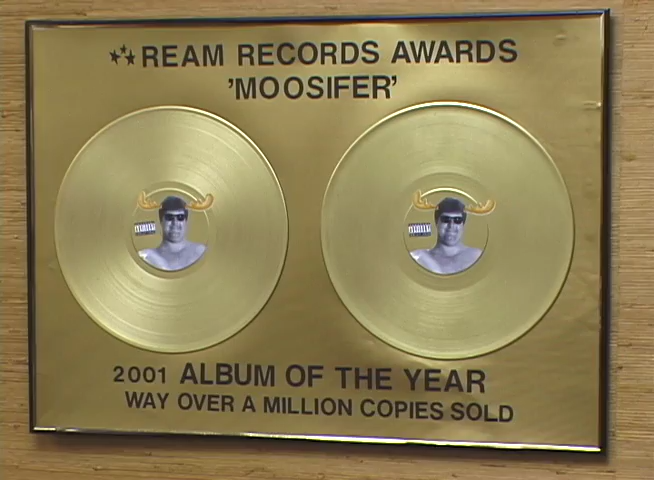 REAM RECORDS AWARDS
'MOOSIFER'
2001 ALBUM OF THE YEAR
WAY OVER A MILLION COPIES SOLD